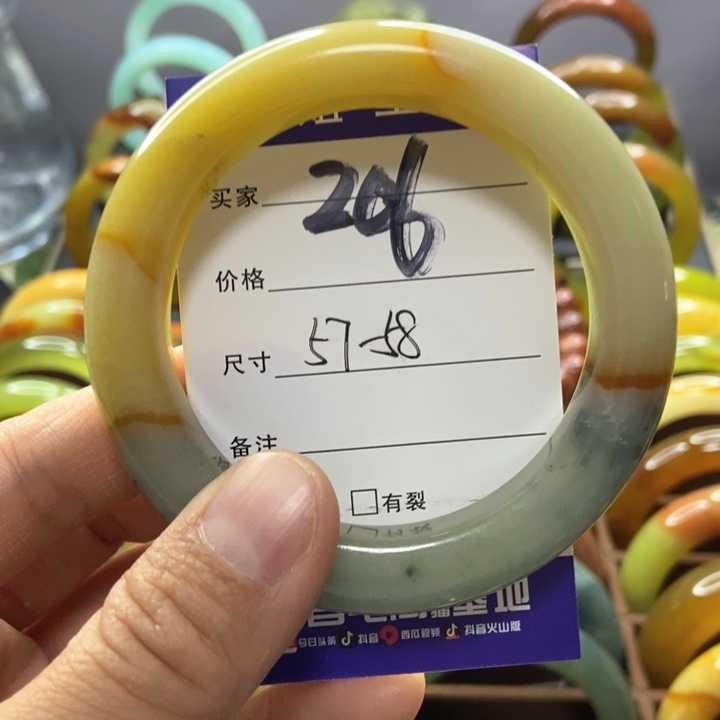 买家 206
价格
尺寸 57-58
备注
有裂
今日头条 抖音 西瓜视频 抖音火山版